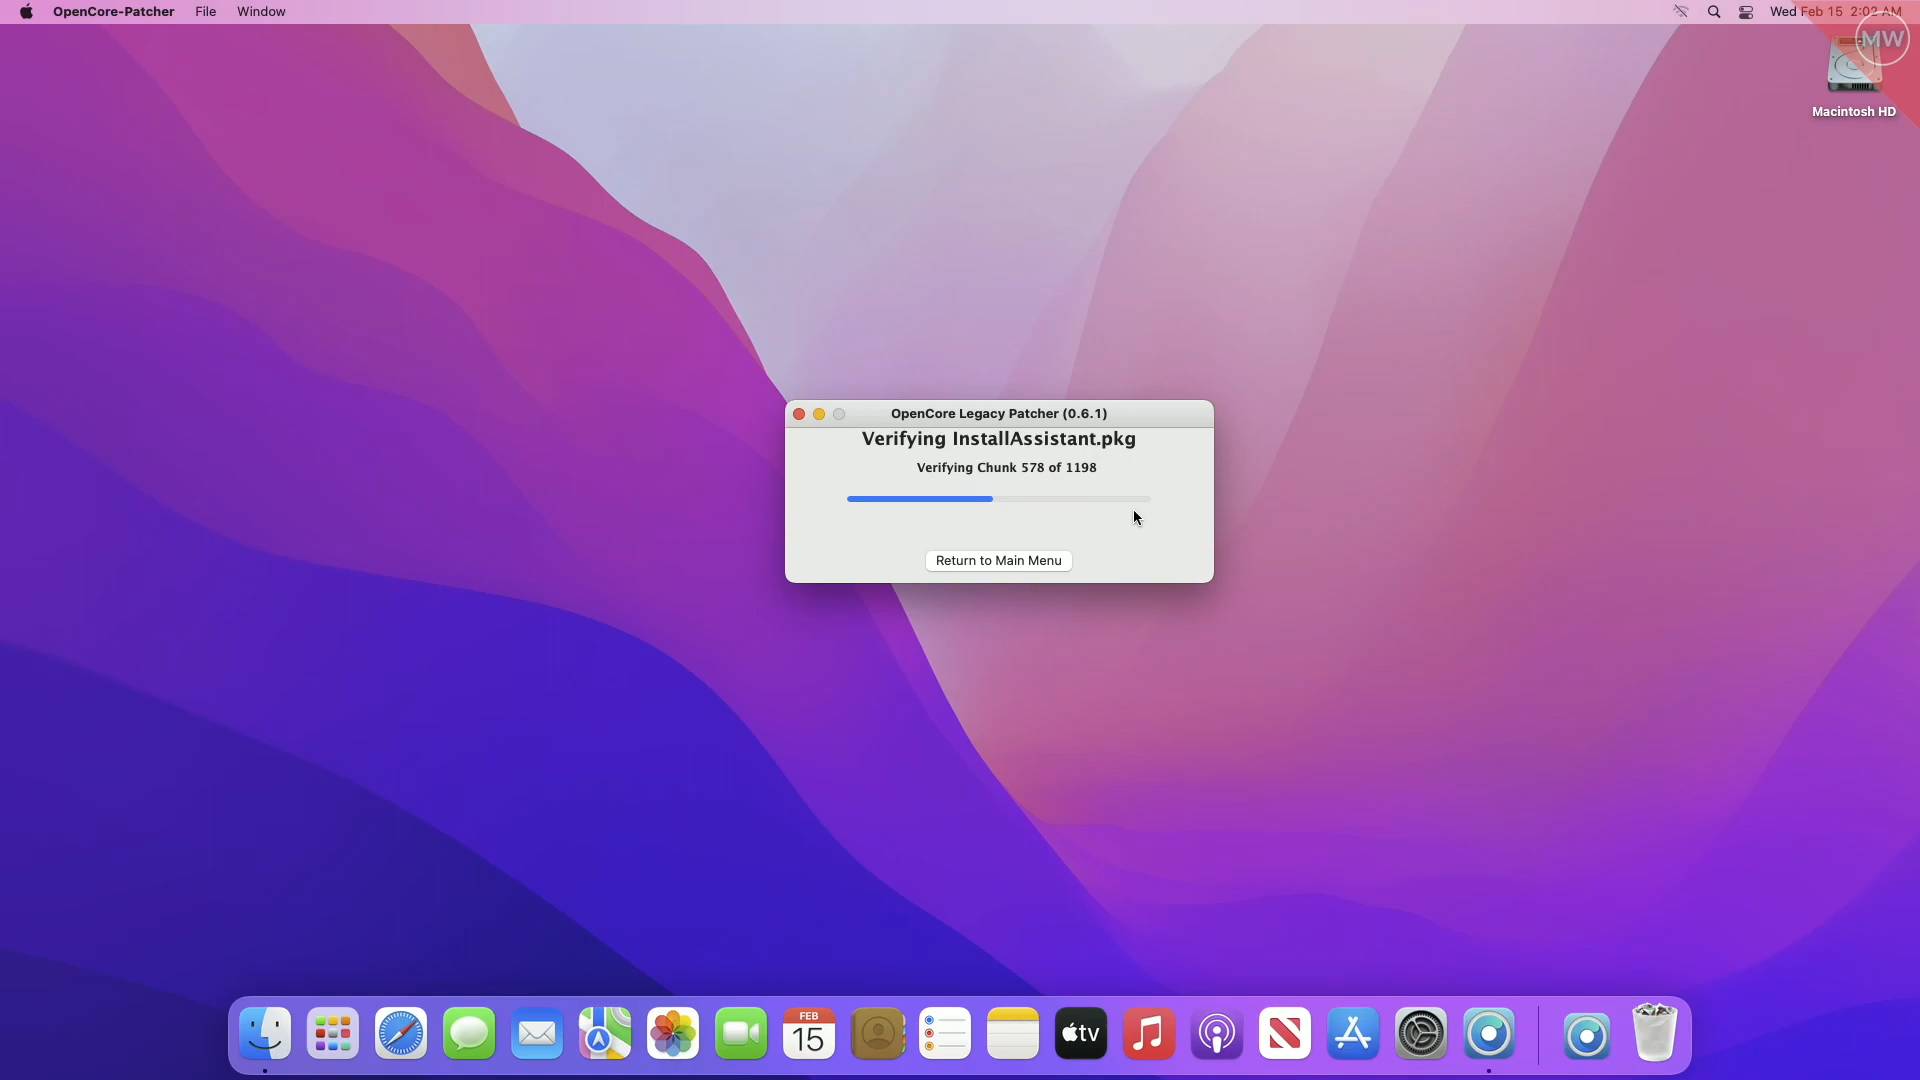 OpenCore-Patcher File Window
Wed Feb 15 2:02 AM
MW
Macintosh HD
OpenCore Legacy Patcher (0.6.1)
Verifying InstallAssistant.pkg
Verifying Chunk 578 of 1198
Return to Main Menu
FEB
15
tv